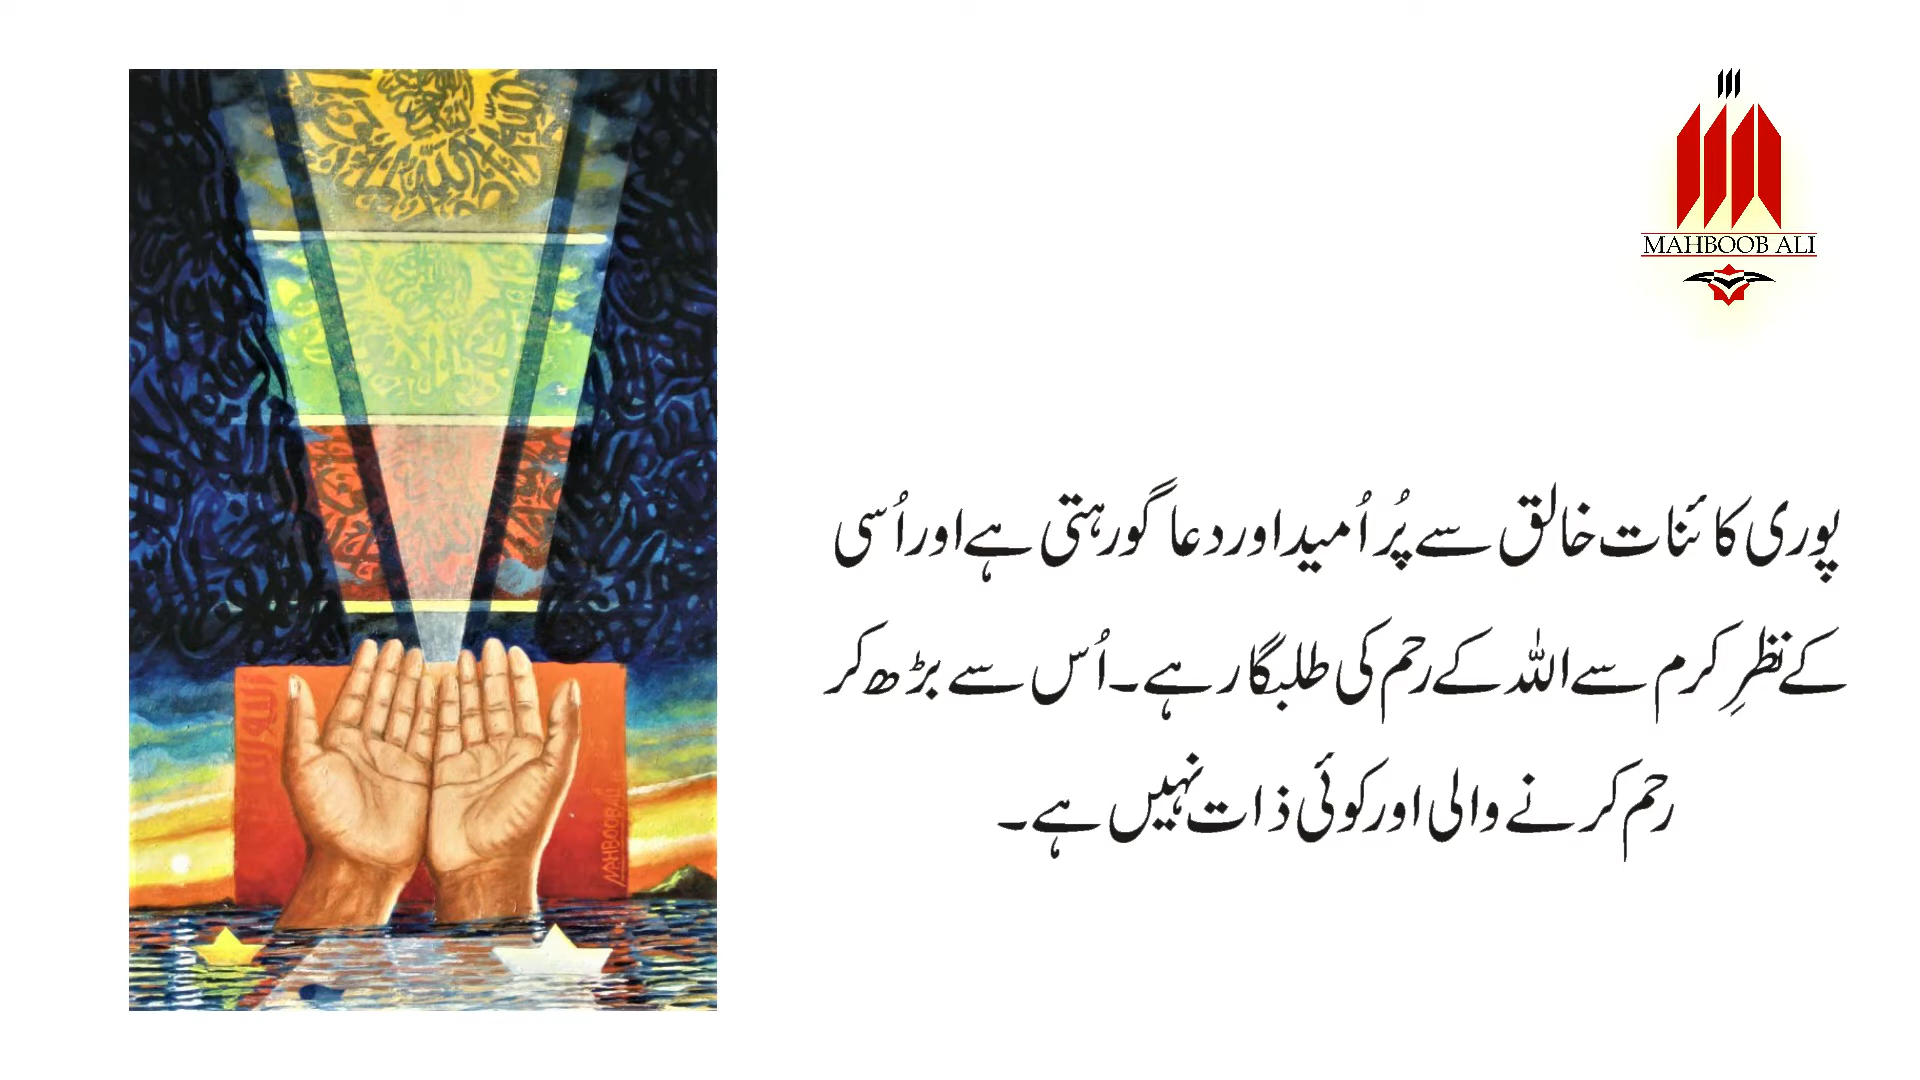 MAHBOOB ALI
پوری کائنات خالق سے پُر اُمید اور دعا گو رہتی ہے اور اُسی
کے نظرِ کرم سے اللہ کے رحم کی طلبگار ہے۔ اُس سے بڑھ کر
رحم کرنے والی اور کوئی ذات نہیں ہے۔
MAHBOOB ALI